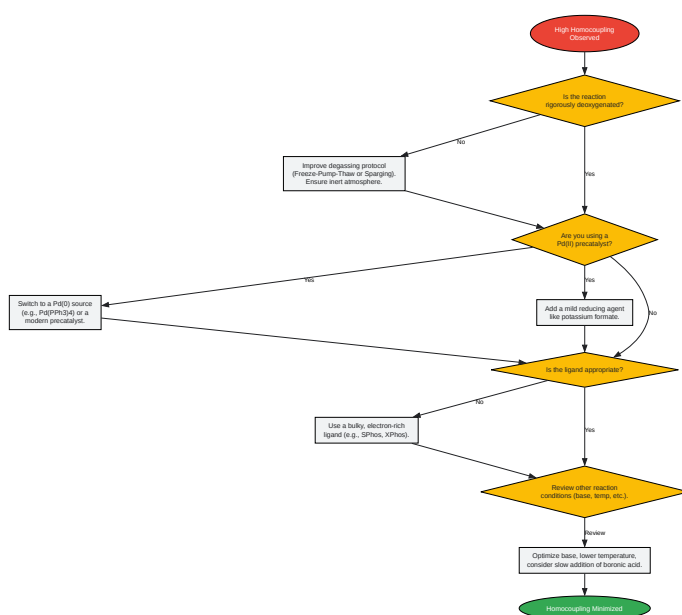 High Homocoupling
Observed
Is the reaction
rigorously deoxygenated?
No
Yes
Improve degassing protocol
(Freeze-Pump-Thaw or Sparging).
Ensure inert atmosphere.
Are you using a
Pd(II) precatalyst?
Yes
Yes
No
Switch to a Pd(0) source
(e.g., Pd(PPh3)4) or a
modern precatalyst.
Add a mild reducing agent
like potassium formate.
Is the ligand appropriate?
No
Yes
Use a bulky, electron-rich
ligand (e.g., SPhos, XPhos).
Review other reaction
conditions (base, temp, etc.).
Review
Optimize base, lower temperature,
consider slow addition of boronic acid.
Homocoupling Minimized